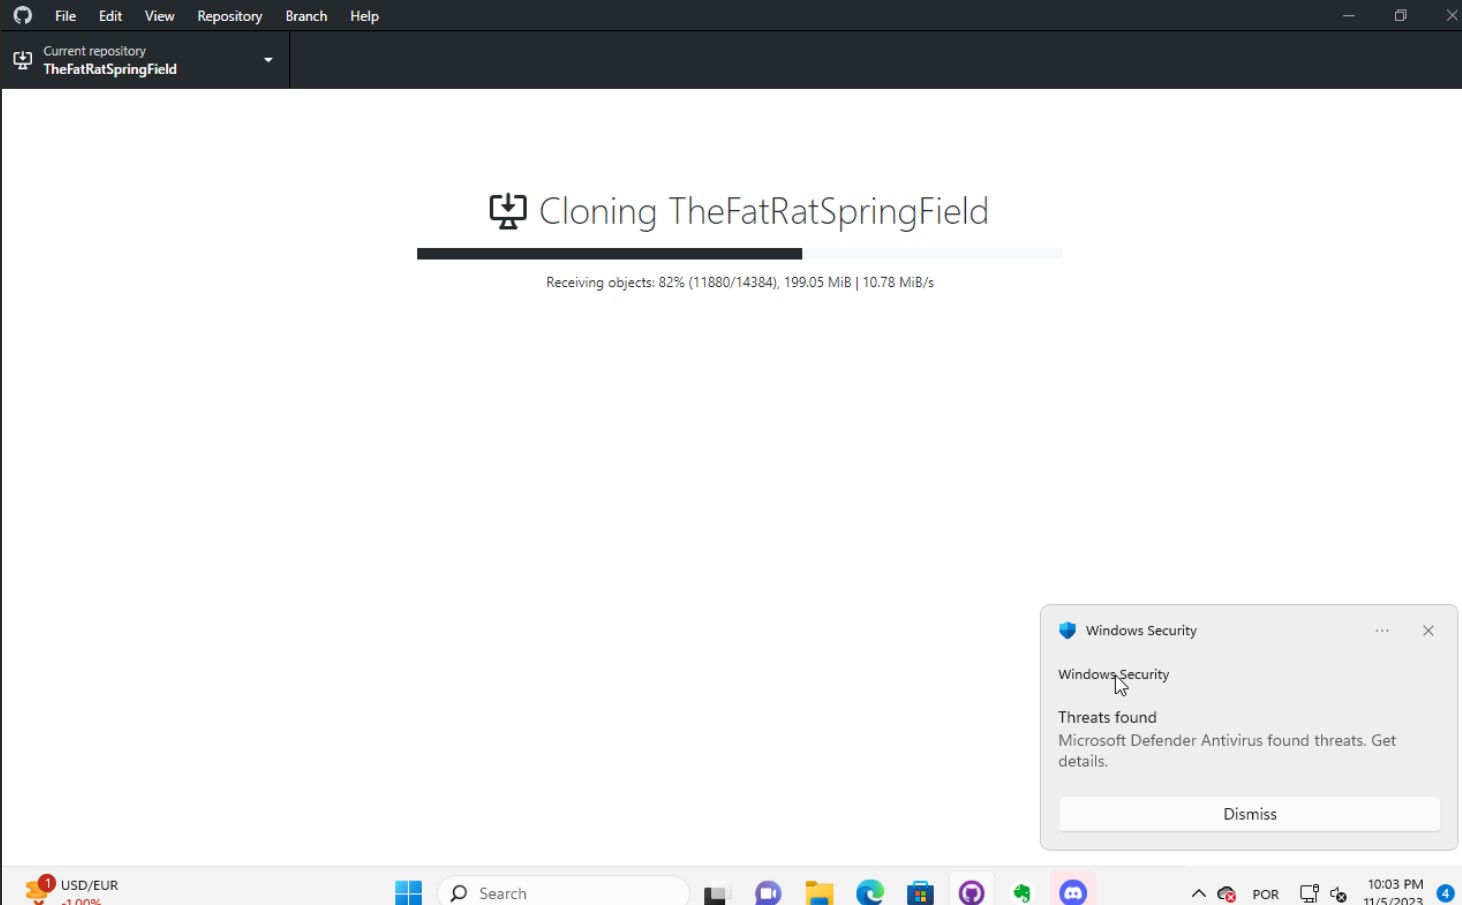 File Edit View Repository Branch Help
Current repository
TheFatRatSpringField
Cloning TheFatRatSpringField
Receiving objects: 82% (11880/14384), 199.05 MiB | 10.78 MiB/s
Windows Security
Windows Security
Threats found
Microsoft Defender Antivirus found threats. Get
details.
Dismiss
1
USD/EUR
-1.00%
Search
POR
10:03 PM
11/5/2023
4